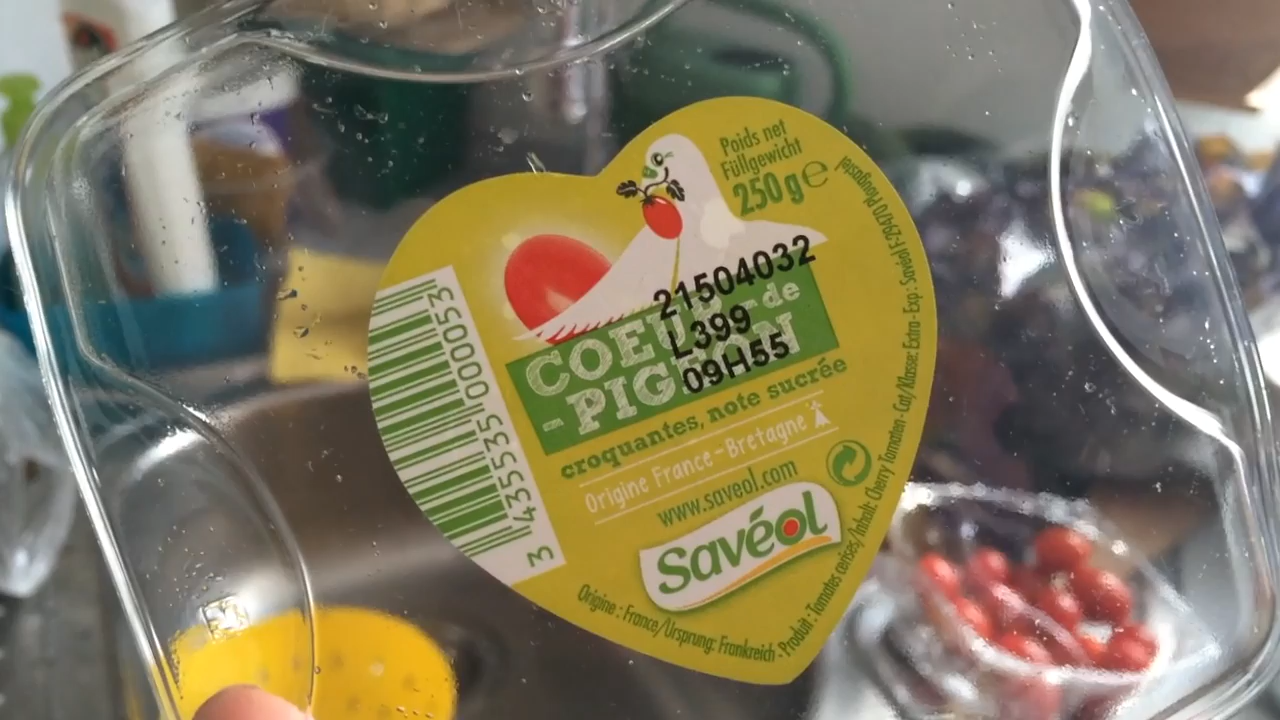 Poids net
Füllgewicht
250 g e
21504032
L399
09H55
COEUR - de
- PIGEON
croquantes, note sucrée
Origine France - Bretagne
www.saveol.com
Savéol
3 435535 000053
Origine : France/Ursprung: Frankreich - Produit : Tomates cerises/Inhalt: Cherry Tomaten - Cat/Klasse: Extra - Exp : Savéol F-29470 Plougastel